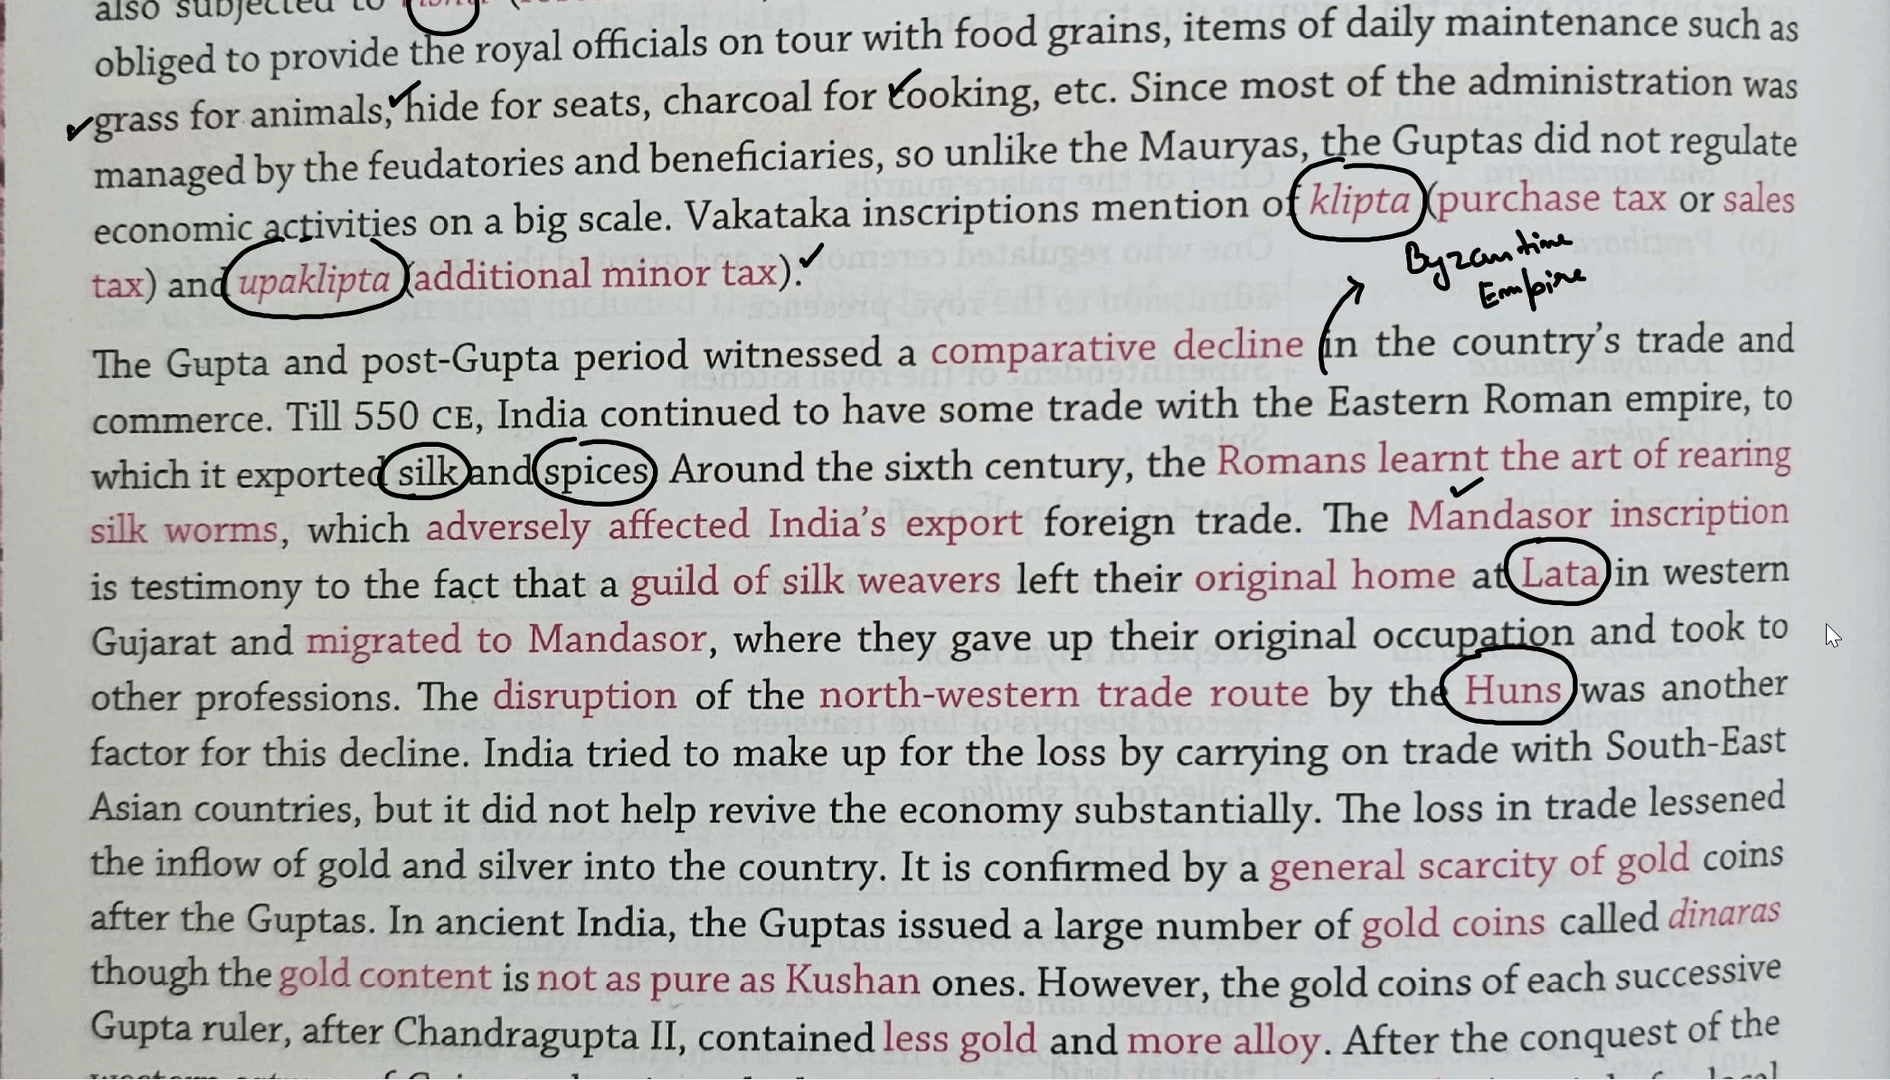 also subjected to
obliged to provide the royal officials on tour with food grains, items of daily maintenance such as
grass for animals, hide for seats, charcoal for cooking, etc. Since most of the administration was
managed by the feudatories and beneficiaries, so unlike the Mauryas, the Guptas did not regulate
economic activities on a big scale. Vakataka inscriptions mention of klipta (purchase tax or sales
tax) and upaklipta (additional minor tax).
Byzantine
Empire
The Gupta and post-Gupta period witnessed a comparative decline in the country's trade and
commerce. Till 550 CE, India continued to have some trade with the Eastern Roman empire, to
which it exported silk and spices. Around the sixth century, the Romans learnt the art of rearing
silk worms, which adversely affected India's export foreign trade. The Mandasor inscription
is testimony to the fact that a guild of silk weavers left their original home at Lata in western
Gujarat and migrated to Mandasor, where they gave up their original occupation and took to
other professions. The disruption of the north-western trade route by the Huns was another
factor for this decline. India tried to make up for the loss by carrying on trade with South-East
Asian countries, but it did not help revive the economy substantially. The loss in trade lessened
the inflow of gold and silver into the country. It is confirmed by a general scarcity of gold coins
after the Guptas. In ancient India, the Guptas issued a large number of gold coins called dinaras
though the gold content is not as pure as Kushan ones. However, the gold coins of each successive
Gupta ruler, after Chandragupta II, contained less gold and more alloy. After the conquest of the